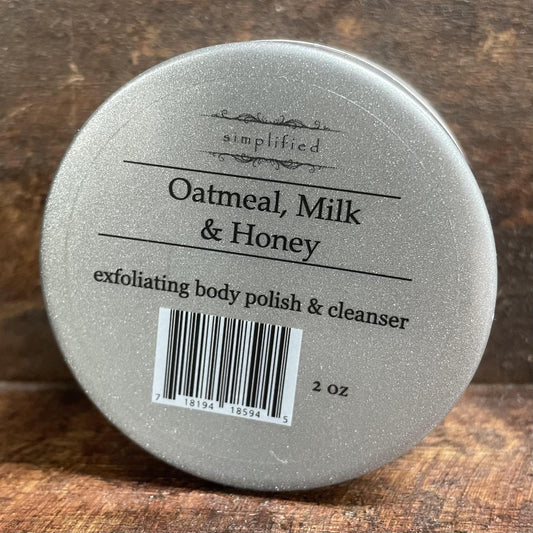 simplified
Oatmeal, Milk
& Honey
exfoliating body polish & cleanser
2 oz
7 18194 18594 5